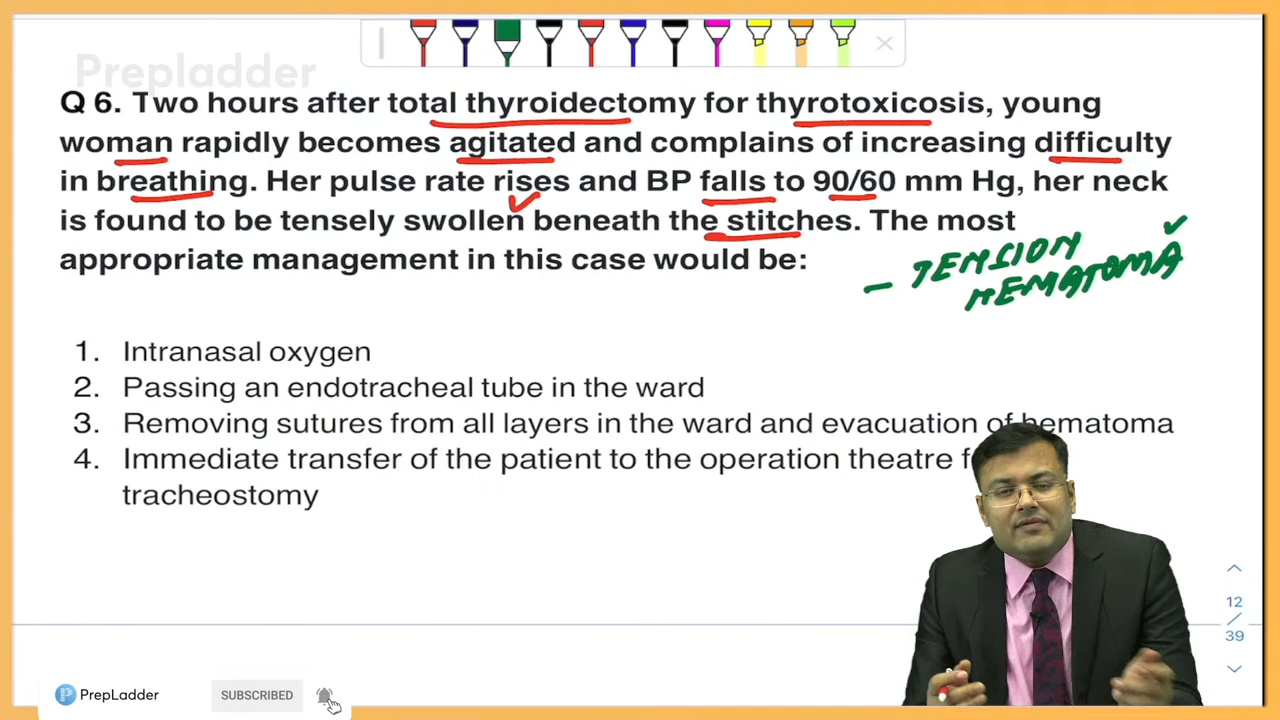 Prepladder
Q 6. Two hours after total thyroidectomy for thyrotoxicosis, young
woman rapidly becomes agitated and complains of increasing difficulty
in breathing. Her pulse rate rises and BP falls to 90/60 mm Hg, her neck
is found to be tensely swollen beneath the stitches. The most
appropriate management in this case would be:
- TENSION
HEMATOMA
1. Intranasal oxygen
2. Passing an endotracheal tube in the ward
3. Removing sutures from all layers in the ward and evacuation of hematoma
4. Immediate transfer of the patient to the operation theatre
tracheostomy
12
/
39
PrepLadder
SUBSCRIBED